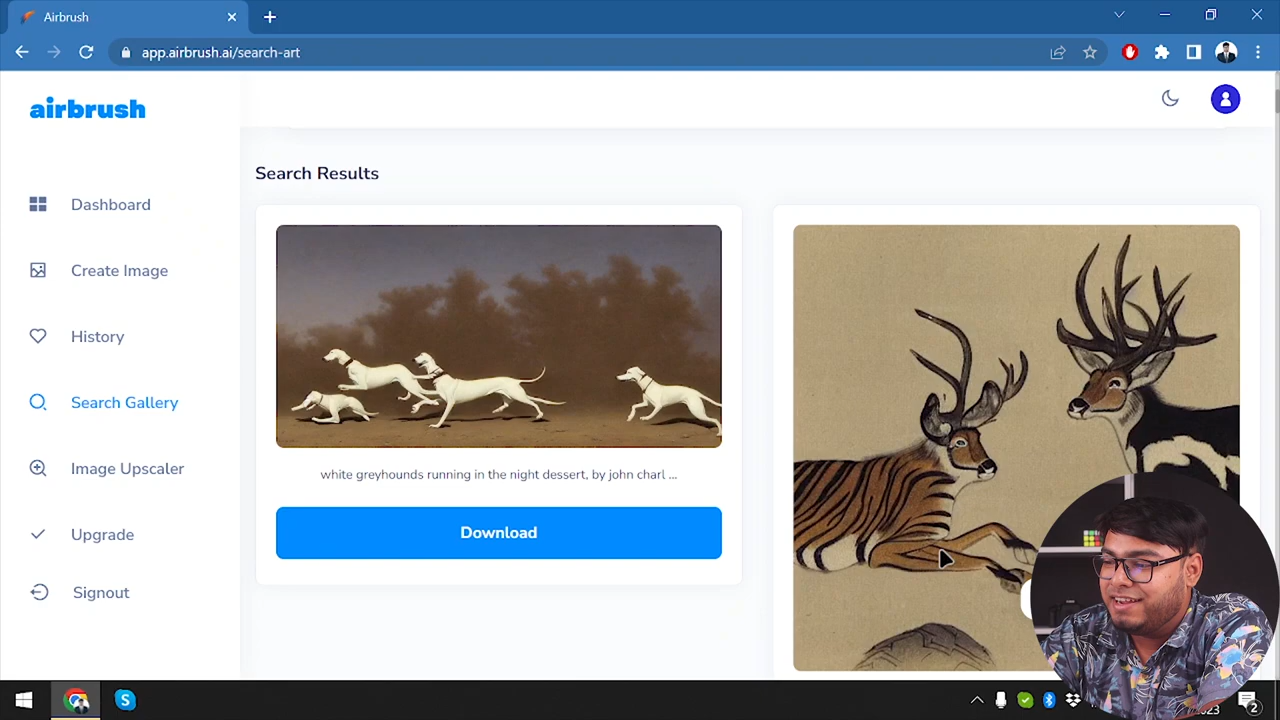 Airbrush
app.airbrush.ai/search-art
airbrush
Dashboard
Create Image
History
Search Gallery
Image Upscaler
Upgrade
Signout
Search Results
white greyhounds running in the night dessert, by john charl ...
Download
2